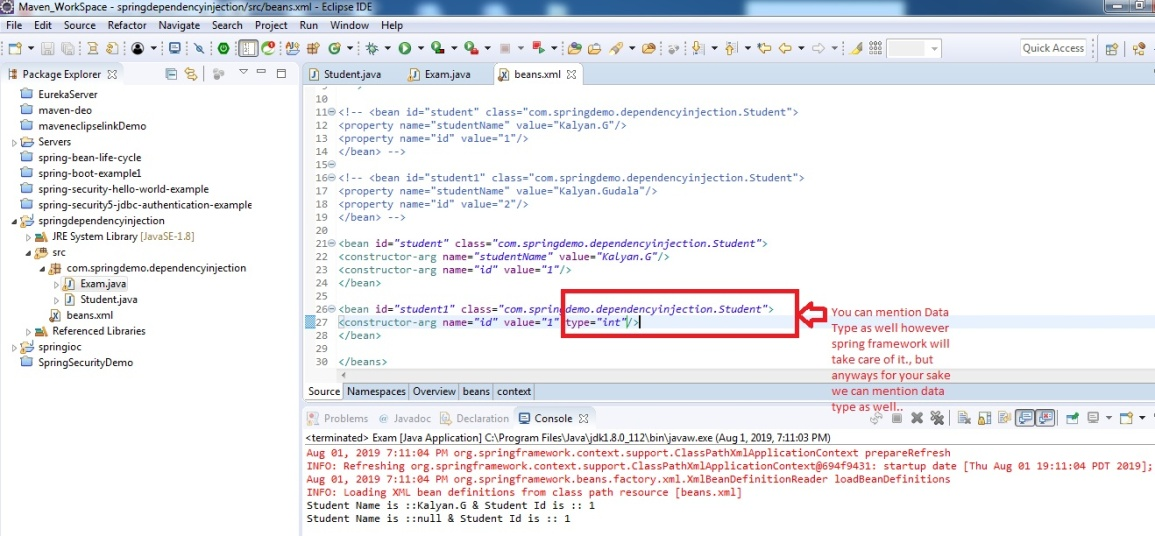 Maven_WorkSpace - springdependencyinjection/src/beans.xml - Eclipse IDE
File Edit Source Refactor Navigate Search Project Run Window Help
Quick Access
Package Explorer
Student.java Exam.java beans.xml
EurekaServer
maven-deo
maveneclipselinkDemo
Servers
spring-bean-life-cycle
spring-boot-example1
spring-security-hello-world-example
spring-security5-jdbc-authentication-example
springdependencyinjection
JRE System Library [JavaSE-1.8]
src
com.springdemo.dependencyinjection
Exam.java
Student.java
beans.xml
Referenced Libraries
springioc
SpringSecurityDemo
10
11 <!-- <bean id="student" class="com.springdemo.dependencyinjection.Student">
12 <property name="studentName" value="Kalyan.G"/>
13 <property name="id" value="1"/>
14 </bean> -->
15
16 <!-- <bean id="student1" class="com.springdemo.dependencyinjection.Student">
17 <property name="studentName" value="Kalyan.Gudala"/>
18 <property name="id" value="2"/>
19 </bean> -->
20
21 <bean id="student" class="com.springdemo.dependencyinjection.Student">
22 <constructor-arg name="studentName" value="Kalyan.G"/>
23 <constructor-arg name="id" value="1"/>
24 </bean>
25
26 <bean id="student1" class="com.springdemo.dependencyinjection.Student">
27 <constructor-arg name="id" value="1" type="int"/>
28 </bean>
29
30 </beans>
You can mention Data
Type as well however
spring framework will
take care of it., but
anyways for your sake
we can mention data
type as well..
Source Namespaces Overview beans context
Problems @ Javadoc Declaration Console
<terminated> Exam [Java Application] C:\Program Files\Java\jdk1.8.0_112\bin\javaw.exe (Aug 1, 2019, 7:11:03 PM)
Aug 01, 2019 7:11:04 PM org.springframework.context.support.ClassPathXmlApplicationContext prepareRefresh
INFO: Refreshing org.springframework.context.support.ClassPathXmlApplicationContext@694f9431: startup date [Thu Aug 01 19:11:04 PDT 2019];
Aug 01, 2019 7:11:04 PM org.springframework.beans.factory.xml.XmlBeanDefinitionReader loadBeanDefinitions
INFO: Loading XML bean definitions from class path resource [beans.xml]
Student Name is ::Kalyan.G & Student Id is :: 1
Student Name is ::null & Student Id is :: 1